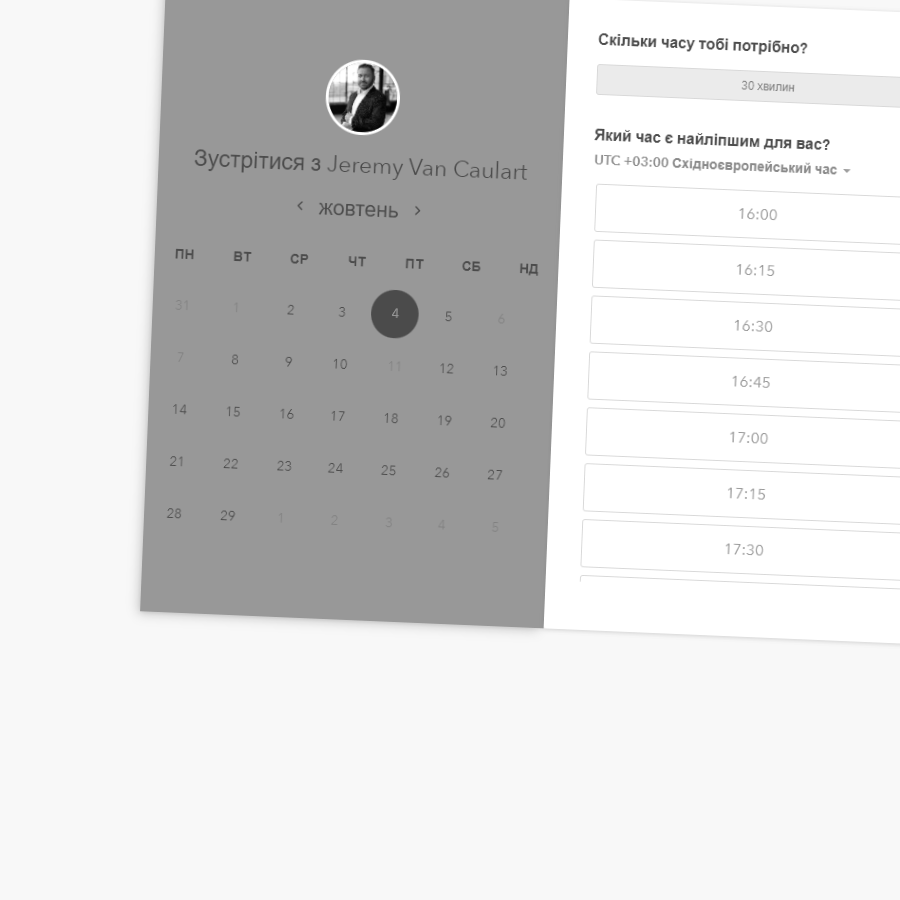 Зустрітися з Jeremy Van Caulart
жовтень
ПН ВТ СР ЧТ ПТ СБ НД
31 1 2 3 4 5 6
7 8 9 10 11 12 13
14 15 16 17 18 19 20
21 22 23 24 25 26 27
28 29 1 2 3 4 5
Скільки часу тобі потрібно?
30 хвилин
Який час є найліпшим для вас?
UTC +03:00 Східноєвропейський час
16:00
16:15
16:30
16:45
17:00
17:15
17:30